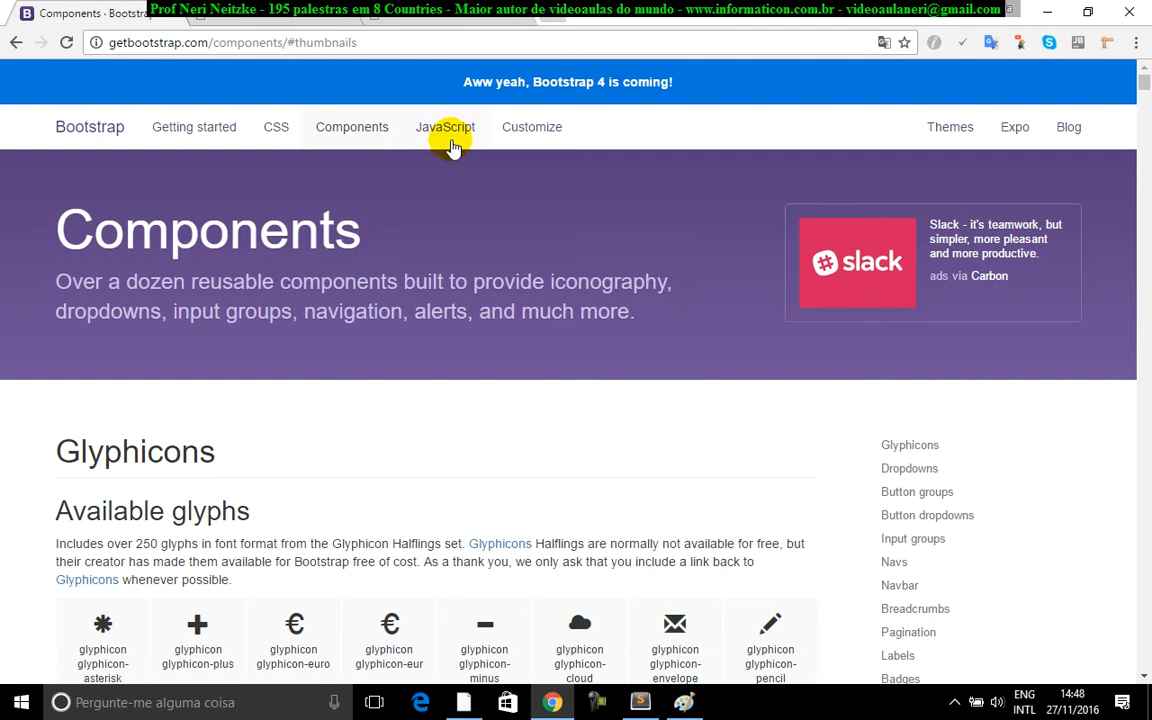 Prof Neri Neitzke - 195 palestras em 8 Countries - Maior autor de videoaulas do mundo - www.informaticon.com.br - videoaulaneri@gmail.com
Components · Bootstrap
getbootstrap.com/components/#thumbnails
Aww yeah, Bootstrap 4 is coming!
Bootstrap Getting started CSS Components JavaScript Customize Themes Expo Blog
Components
Over a dozen reusable components built to provide iconography,
dropdowns, input groups, navigation, alerts, and much more.
slack
Slack - it's teamwork, but
simpler, more pleasant
and more productive.
ads via Carbon
Glyphicons
Available glyphs
Includes over 250 glyphs in font format from the Glyphicon Halflings set. Glyphicons Halflings are normally not available for free, but
their creator has made them available for Bootstrap free of cost. As a thank you, we only ask that you include a link back to
Glyphicons whenever possible.
glyphicon
glyphicon-
asterisk
glyphicon
glyphicon-plus
glyphicon
glyphicon-euro
glyphicon
glyphicon-eur
glyphicon
glyphicon-
minus
glyphicon
glyphicon-
cloud
glyphicon
glyphicon-
envelope
glyphicon
glyphicon-
pencil
Glyphicons
Dropdowns
Button groups
Button dropdowns
Input groups
Navs
Navbar
Breadcrumbs
Pagination
Labels
Badges
Pergunte-me alguma coisa
ENG
INTL
14:48
27/11/2016